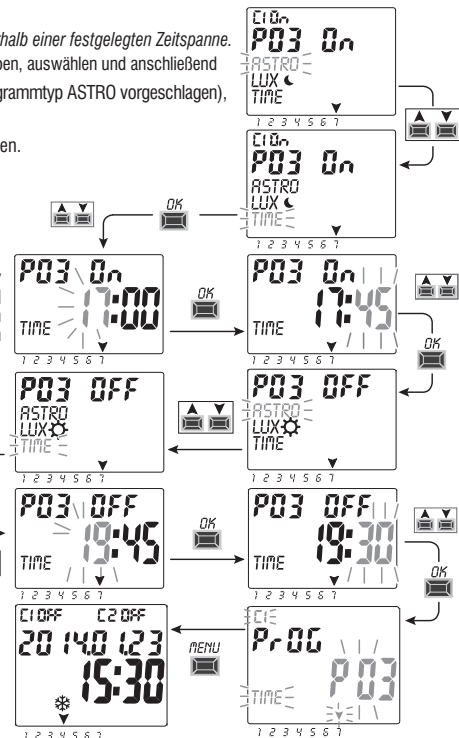 halb einer festgelegten Zeitspanne.
ben, auswählen und anschließend
grammtyp ASTRO vorgeschlagen),
en.
C1 On
P03 On
ASTRO
LUX
TIME
1 2 3 4 5 6 7
C1 On
P03 On
ASTRO
LUX
TIME
1 2 3 4 5 6 7
OK
P03 On
17:00
TIME
1 2 3 4 5 6 7
OK
P03 On
17:45
TIME
1 2 3 4 5 6 7
OK
P03 OFF
ASTRO
LUX
TIME
1 2 3 4 5 6 7
P03 OFF
ASTRO
LUX
TIME
1 2 3 4 5 6 7
P03 OFF
19:45
TIME
1 2 3 4 5 6 7
OK
P03 OFF
19:30
TIME
1 2 3 4 5 6 7
OK
C1 OFF C2 OFF
2014.01.23
15:30
1 2 3 4 5 6 7
MENU
C1
PrOG
P03
TIME
1 2 3 4 5 6 7